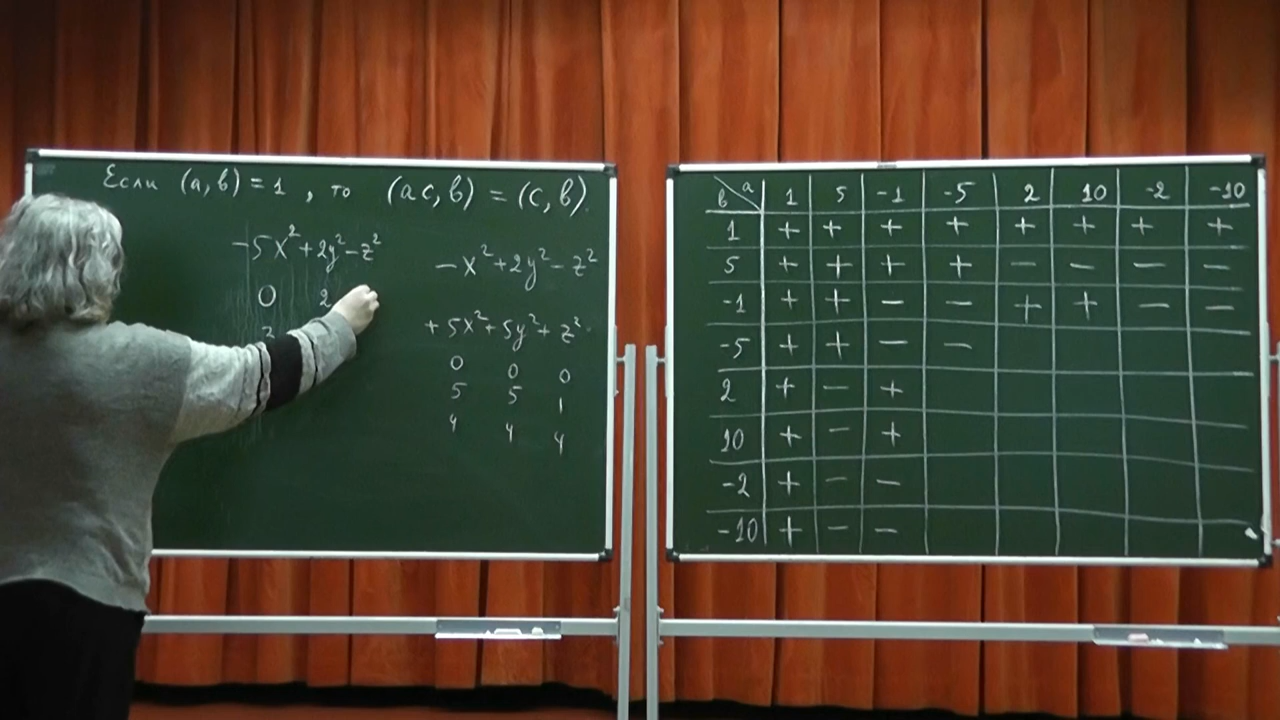 Если (a, b) = 1, то (ac, b) = (c, b).
-5x² + 2y² - z²
0 2
-x² + 2y² - z²
+ 5x² + 5y² + z²
0 0 0
5 5 1
4 4 4
b a 1 5 -1 -5 2 10 -2 -10
1 + + + + + + + +
5 + + + + - - - -
-1 + + - - + + - -
-5 + + - -
2 + - +
10 + - +
-2 + - -
-10 + - -